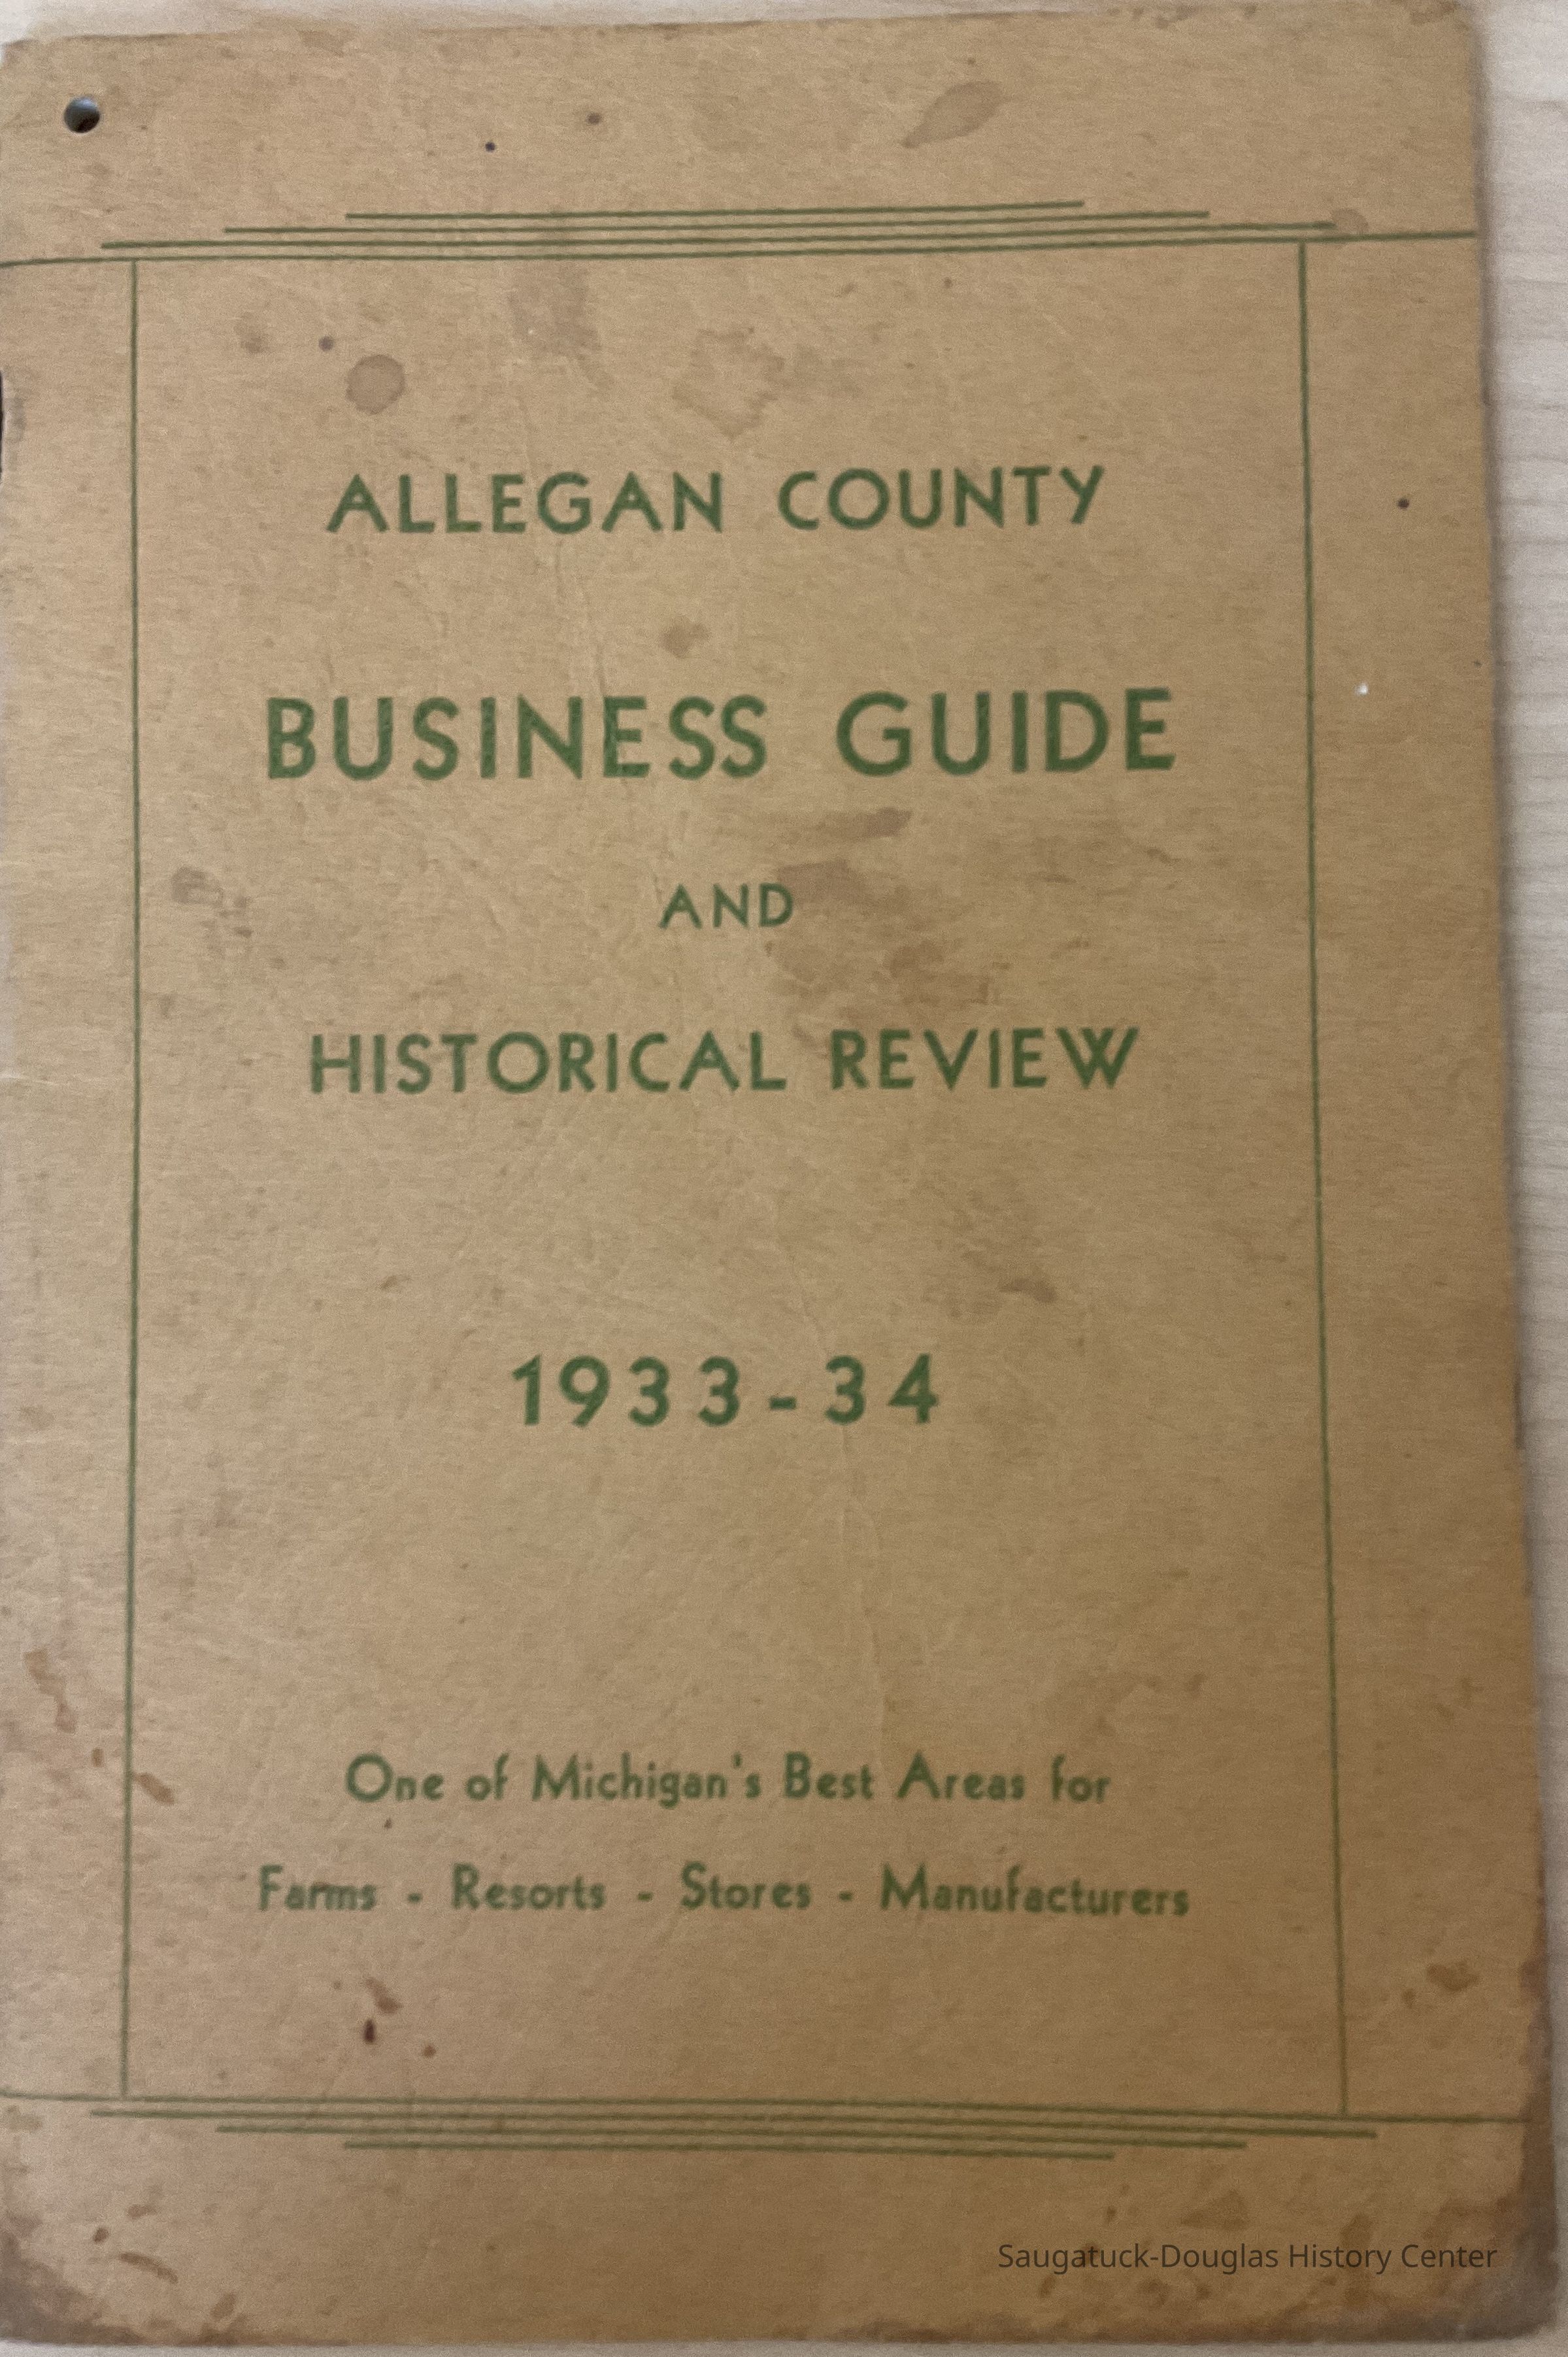 ALLEGAN COUNTY
BUSINESS GUIDE
AND
HISTORICAL REVIEW
1933-34
One of Michigan's Best Areas for
Farms - Resorts - Stores - Manufacturers
Saugatuck-Douglas History Center